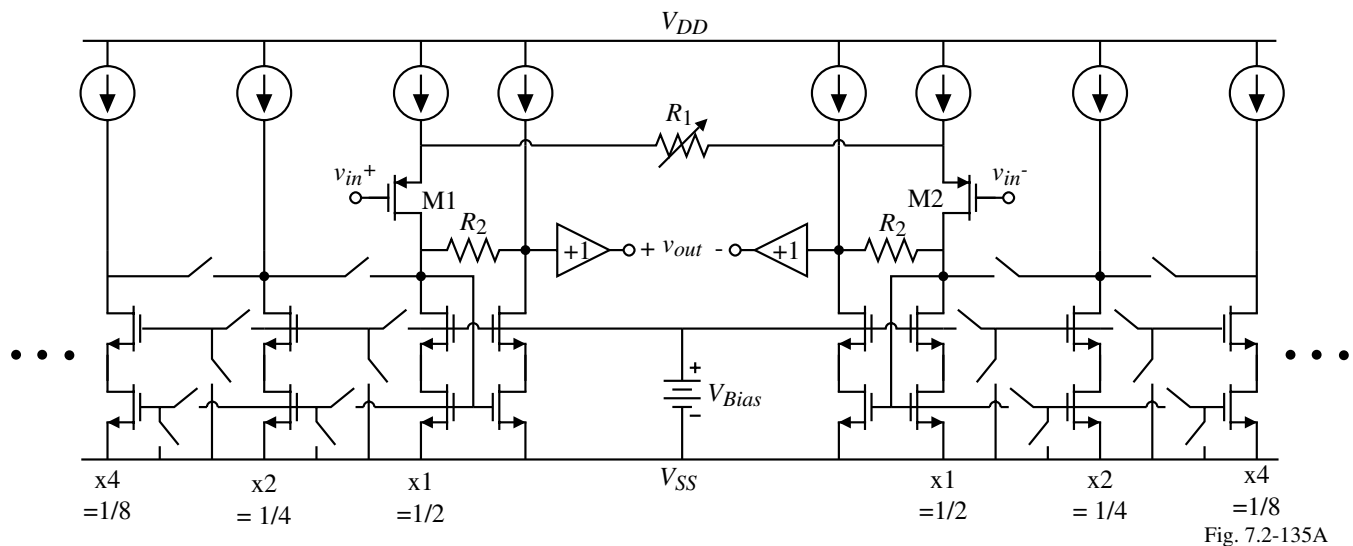 V_DD
R_1
v_in+
v_in-
M1
M2
R_2
R_2
+1
+ v_out -
+1
+
V_Bias
−
V_SS
x4
=1/8
x2
= 1/4
x1
=1/2
x1
=1/2
x2
= 1/4
x4
=1/8
Fig. 7.2-135A